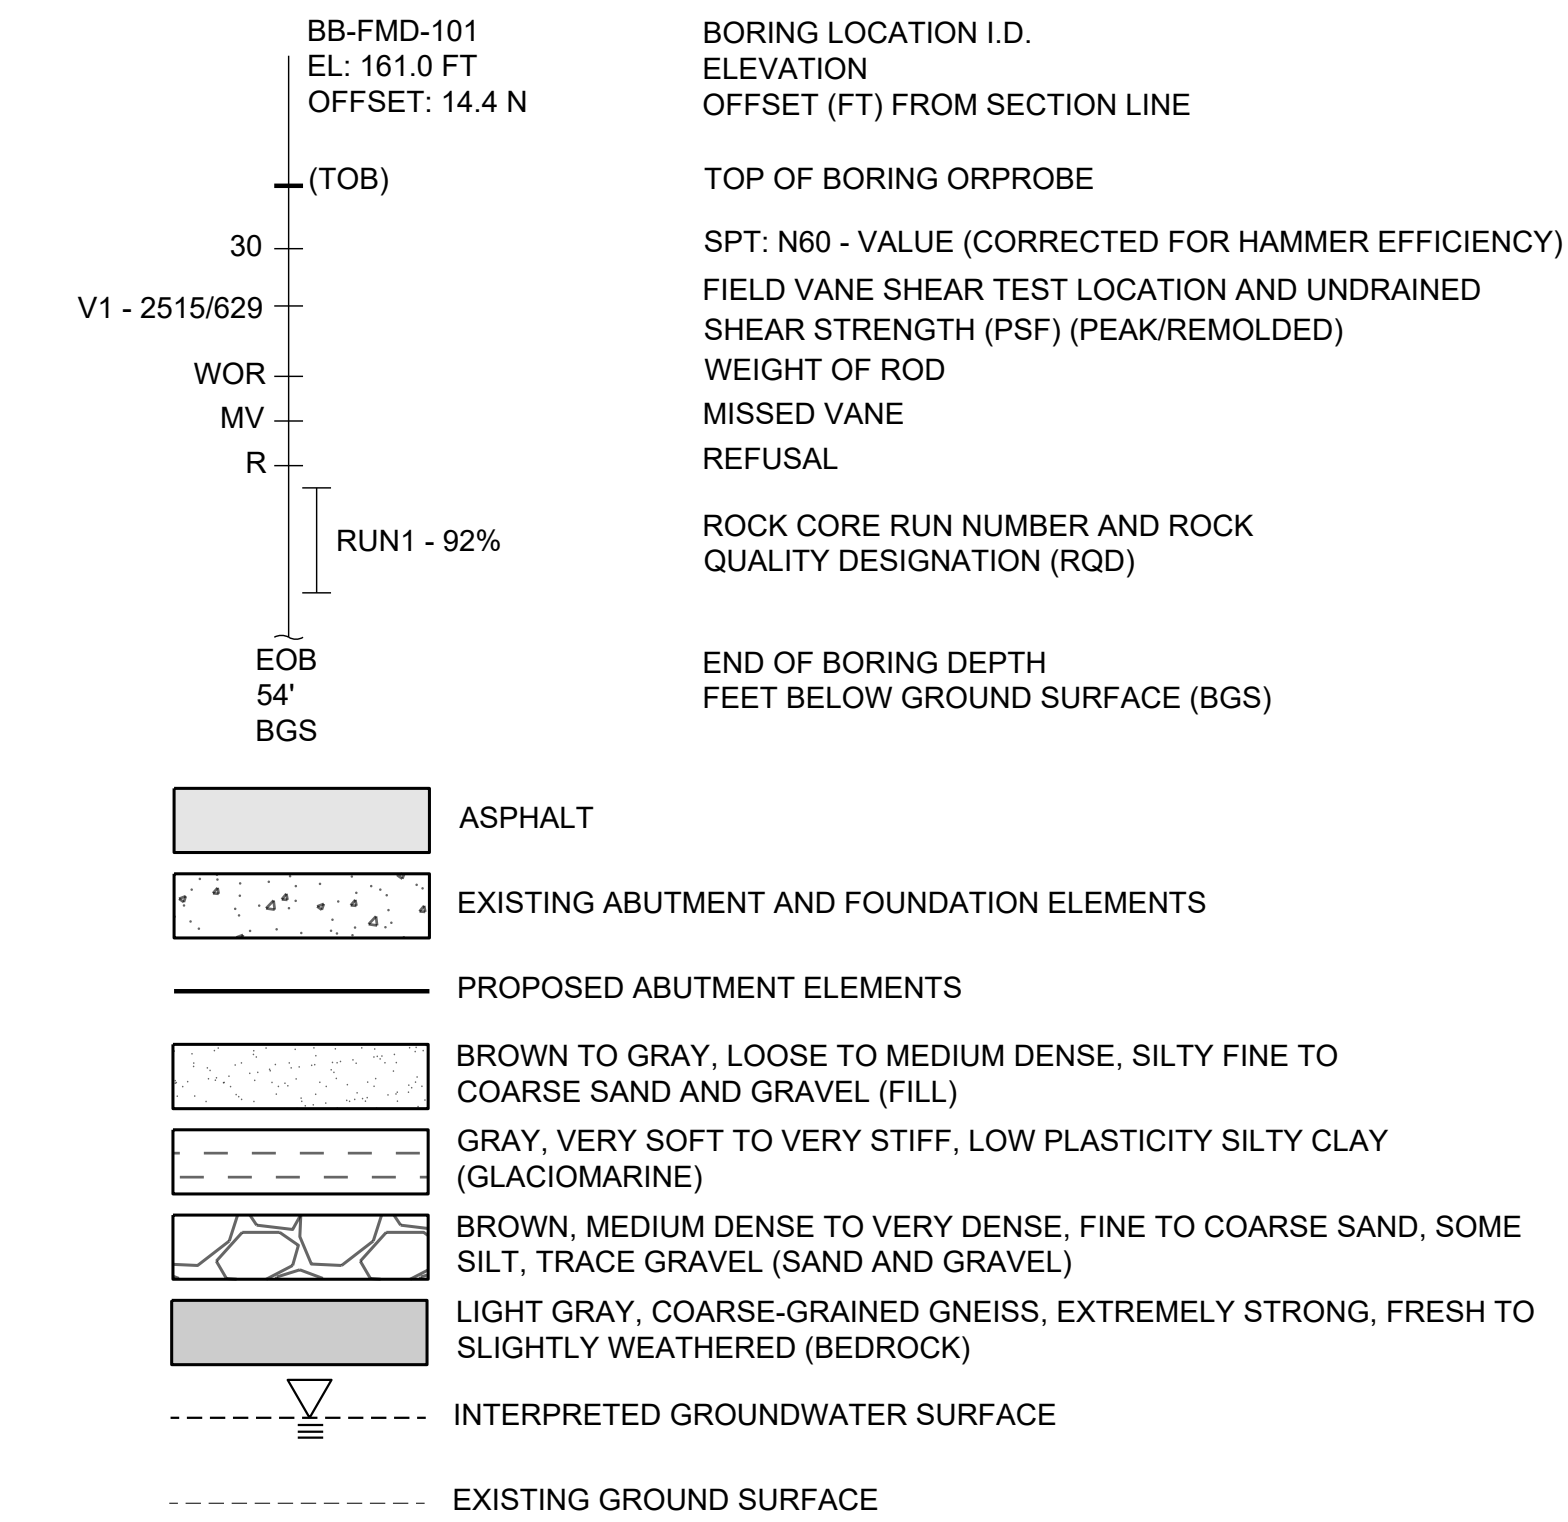 BB-FMD-101
EL: 161.0 FT
OFFSET: 14.4 N
BORING LOCATION I.D.
ELEVATION
OFFSET (FT) FROM SECTION LINE
(TOB)
TOP OF BORING ORPROBE
30
SPT: N60 - VALUE (CORRECTED FOR HAMMER EFFICIENCY)
V1 - 2515/629
FIELD VANE SHEAR TEST LOCATION AND UNDRAINED
SHEAR STRENGTH (PSF) (PEAK/REMOLDED)
WOR
WEIGHT OF ROD
MV
MISSED VANE
R
REFUSAL
RUN1 - 92%
ROCK CORE RUN NUMBER AND ROCK
QUALITY DESIGNATION (RQD)
EOB
54'
BGS
END OF BORING DEPTH
FEET BELOW GROUND SURFACE (BGS)
ASPHALT
EXISTING ABUTMENT AND FOUNDATION ELEMENTS
PROPOSED ABUTMENT ELEMENTS
BROWN TO GRAY, LOOSE TO MEDIUM DENSE, SILTY FINE TO
COARSE SAND AND GRAVEL (FILL)
GRAY, VERY SOFT TO VERY STIFF, LOW PLASTICITY SILTY CLAY
(GLACIOMARINE)
BROWN, MEDIUM DENSE TO VERY DENSE, FINE TO COARSE SAND, SOME
SILT, TRACE GRAVEL (SAND AND GRAVEL)
LIGHT GRAY, COARSE-GRAINED GNEISS, EXTREMELY STRONG, FRESH TO
SLIGHTLY WEATHERED (BEDROCK)
INTERPRETED GROUNDWATER SURFACE
EXISTING GROUND SURFACE